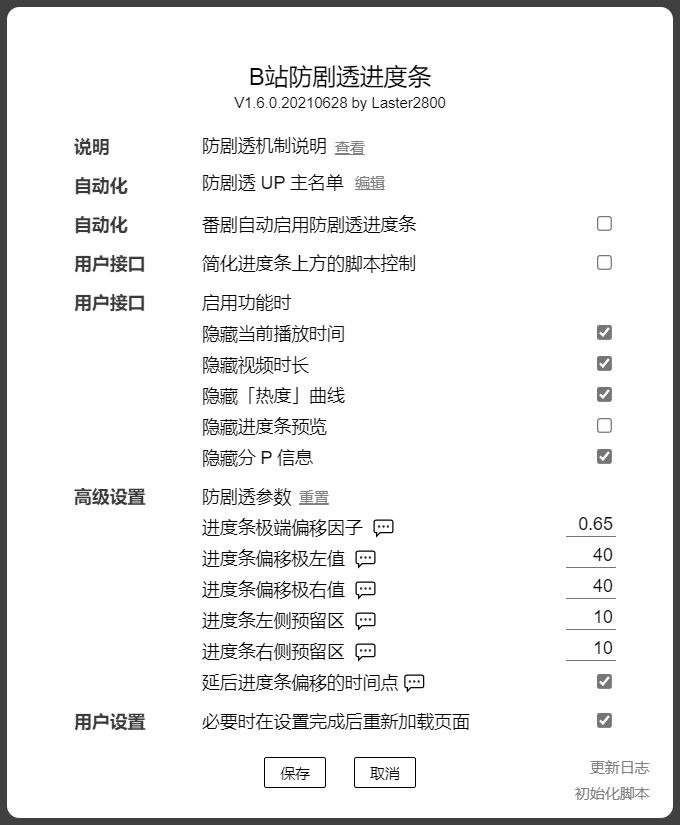 B站防剧透进度条
V1.6.0.20210628 by Laster2800
说明 防剧透机制说明 查看
自动化 防剧透 UP 主名单 编辑
自动化 番剧自动启用防剧透进度条
用户接口 简化进度条上方的脚本控制
用户接口 启用功能时
隐藏当前播放时间
隐藏视频时长
隐藏「热度」曲线
隐藏进度条预览
隐藏分 P 信息
高级设置 防剧透参数 重置
进度条极端偏移因子 0.65
进度条偏移极左值 40
进度条偏移极右值 40
进度条左侧预留区 10
进度条右侧预留区 10
延后进度条偏移的时间点
用户设置 必要时在设置完成后重新加载页面
保存 取消
更新日志
初始化脚本